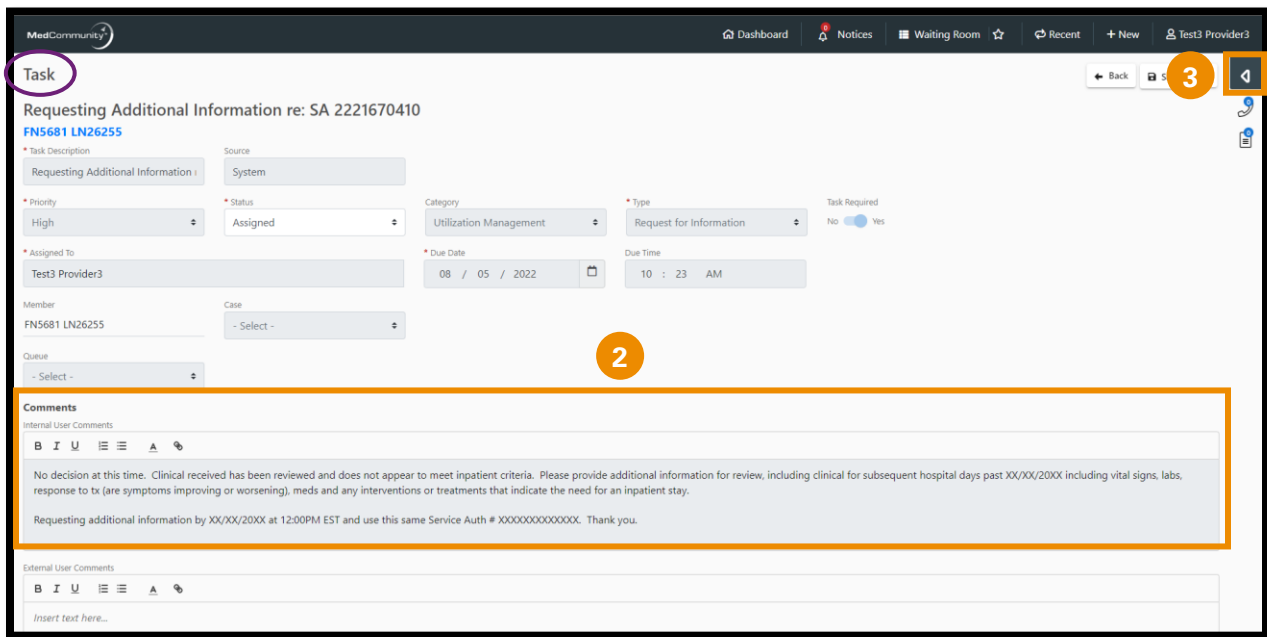 MedCommunity
Dashboard 0 Notices Waiting Room Recent + New Test3 Provider3
Task
Back
S
3
Requesting Additional Information re: SA 2221670410
0
FN5681 LN26255
0
* Task Description Source
Requesting Additional Information System
* Priority * Status Category * Type Task Required
High Assigned Utilization Management Request for Information No Yes
* Assigned To * Due Date Due Time
Test3 Provider3 08 / 05 / 2022 10 : 23 AM
Member Case
FN5681 LN26255 - Select -
Queue
2
- Select -
Comments
Internal User Comments
B I U A
No decision at this time. Clinical received has been reviewed and does not appear to meet inpatient criteria. Please provide additional information for review, including clinical for subsequent hospital days past XX/XX/20XX including vital signs, labs,
response to tx (are symptoms improving or worsening), meds and any interventions or treatments that indicate the need for an inpatient stay.
Requesting additional information by XX/XX/20XX at 12:00PM EST and use this same Service Auth # XXXXXXXXXXXXX. Thank you.
External User Comments
B I U A
Insert text here...